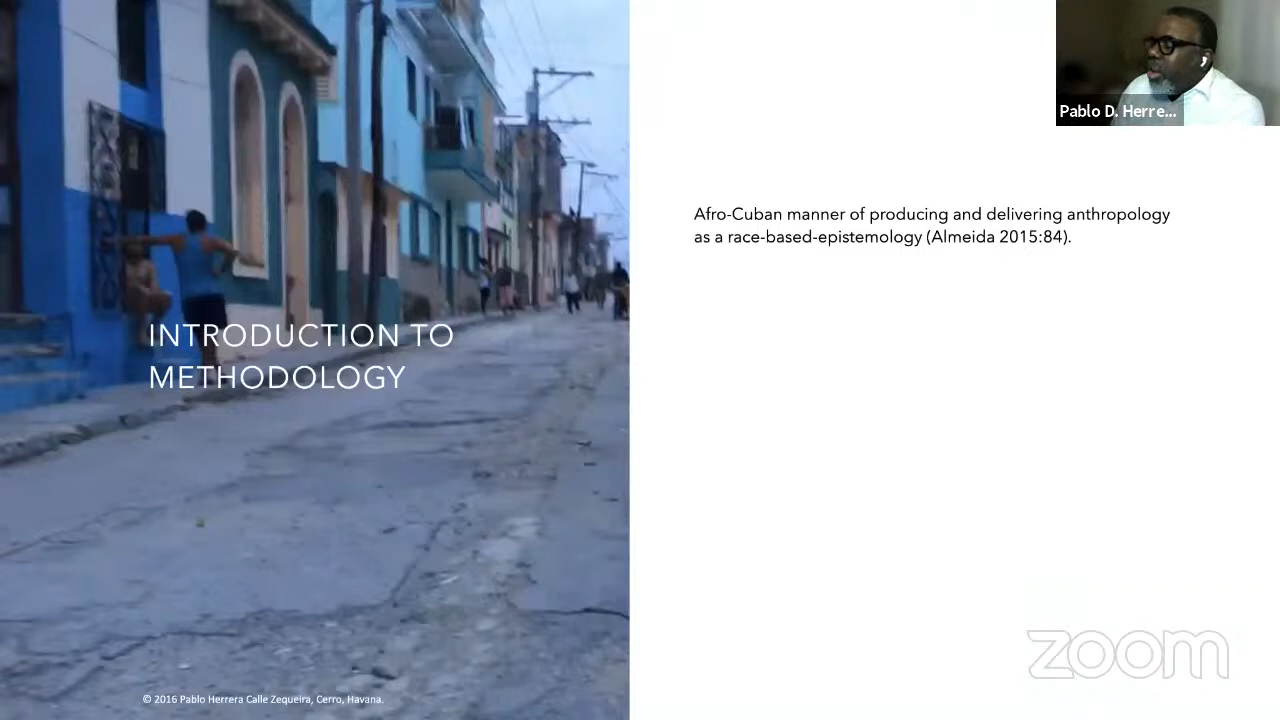 Pablo D. Herre...
Afro-Cuban manner of producing and delivering anthropology
as a race-based-epistemology (Almeida 2015:84).
INTRODUCTION TO
METHODOLOGY
zoom
© 2016 Pablo Herrera Calle Zequeira, Cerro, Havana.